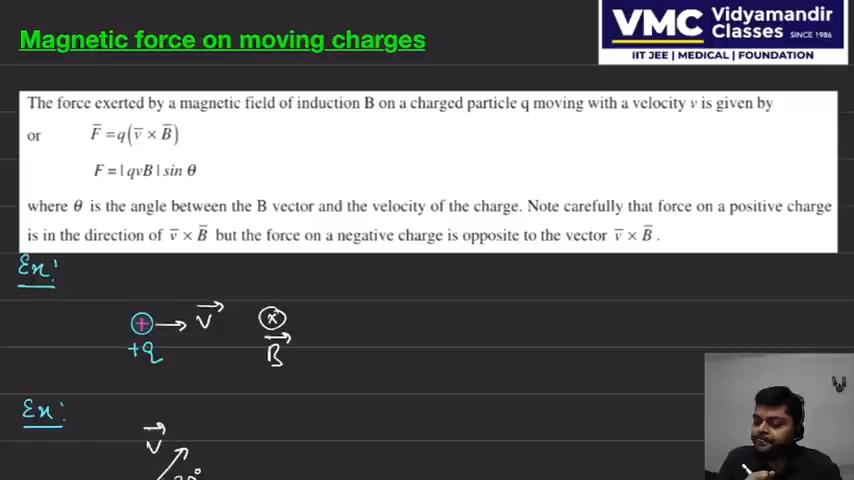 Magnetic force on moving charges
VMC Vidyamandir Classes
SINCE 1986
IIT JEE | MEDICAL | FOUNDATION
The force exerted by a magnetic field of induction B on a charged particle q moving with a velocity v is given by
or F̅ = q(v̅ × B̅)
F = | qvB | sin θ
where θ is the angle between the B vector and the velocity of the charge. Note carefully that force on a positive charge
is in the direction of v̅ × B̅ but the force on a negative charge is opposite to the vector v̅ × B̅ .
Ex:
+ → V⃗ ⊗
+q B⃗
Ex:
V⃗